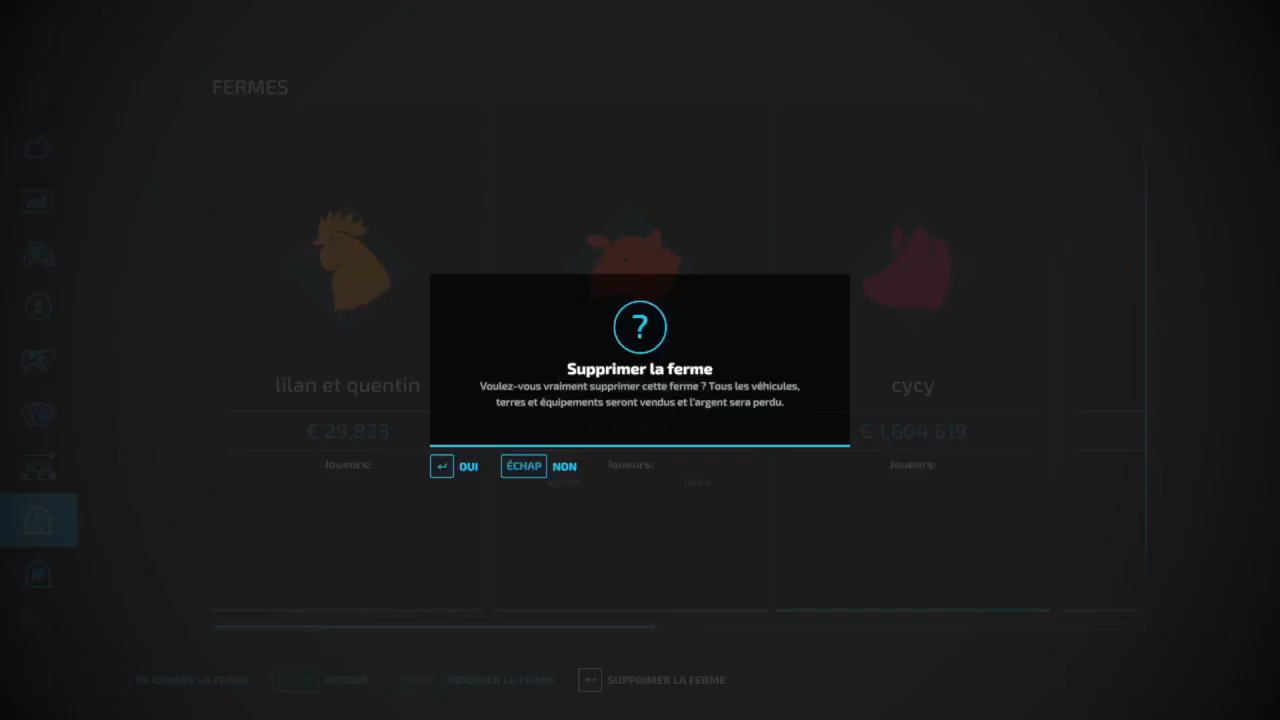 FERMES
lilan et quentin
cycy
€ 29,823
€ 1,604,619
Joueurs:
Joueurs:
Joueurs:
?
Supprimer la ferme
Voulez-vous vraiment supprimer cette ferme ? Tous les véhicules,
terres et équipements seront vendus et l'argent sera perdu.
OUI
ÉCHAP NON
REJOINDRE LA FERME
RETOUR
MODIFIER LA FERME
SUPPRIMER LA FERME